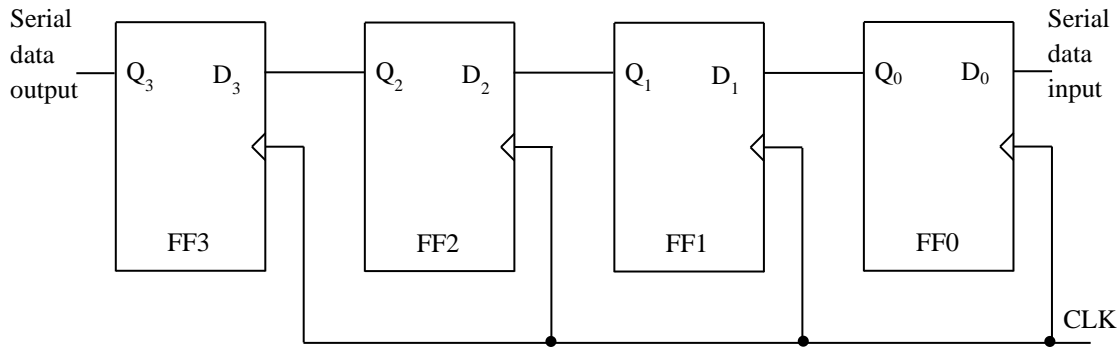 Serial
data
output
Q3 D3
Q2 D2
Q1 D1
Q0 D0
Serial
data
input
FF3
FF2
FF1
FF0
CLK